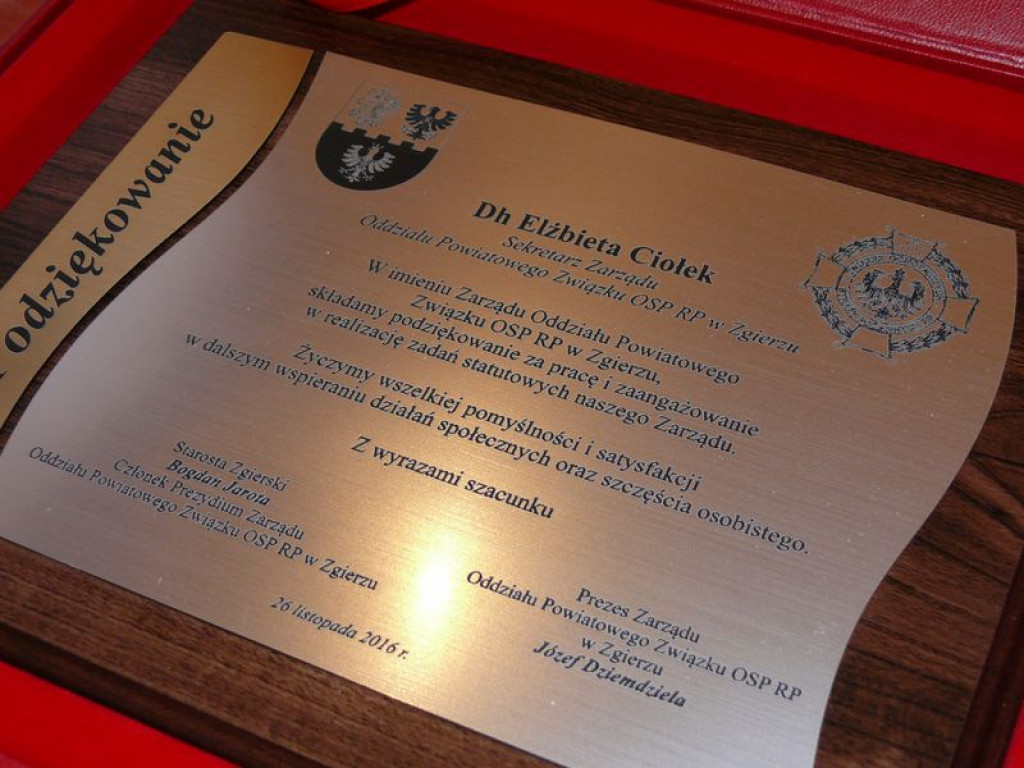 Podziękowanie
Dh Elżbieta Ciołek
Sekretarz Zarządu
Oddziału Powiatowego Związku OSP RP w Zgierzu
W imieniu Zarządu Oddziału Powiatowego
Związku OSP RP w Zgierzu,
składamy podziękowanie za pracę i zaangażowanie
w realizację zadań statutowych naszego Zarządu.
Życzymy wszelkiej pomyślności i satysfakcji
w dalszym wspieraniu działań społecznych oraz szczęścia osobistego.
Z wyrazami szacunku
Starosta Zgierski
Bogdan Jarota
Członek Prezydium Zarządu
Oddziału Powiatowego Związku OSP RP w Zgierzu
26 listopada 2016 r.
Prezes Zarządu
Oddziału Powiatowego Związku OSP RP
w Zgierzu
Józef Dziemdziela